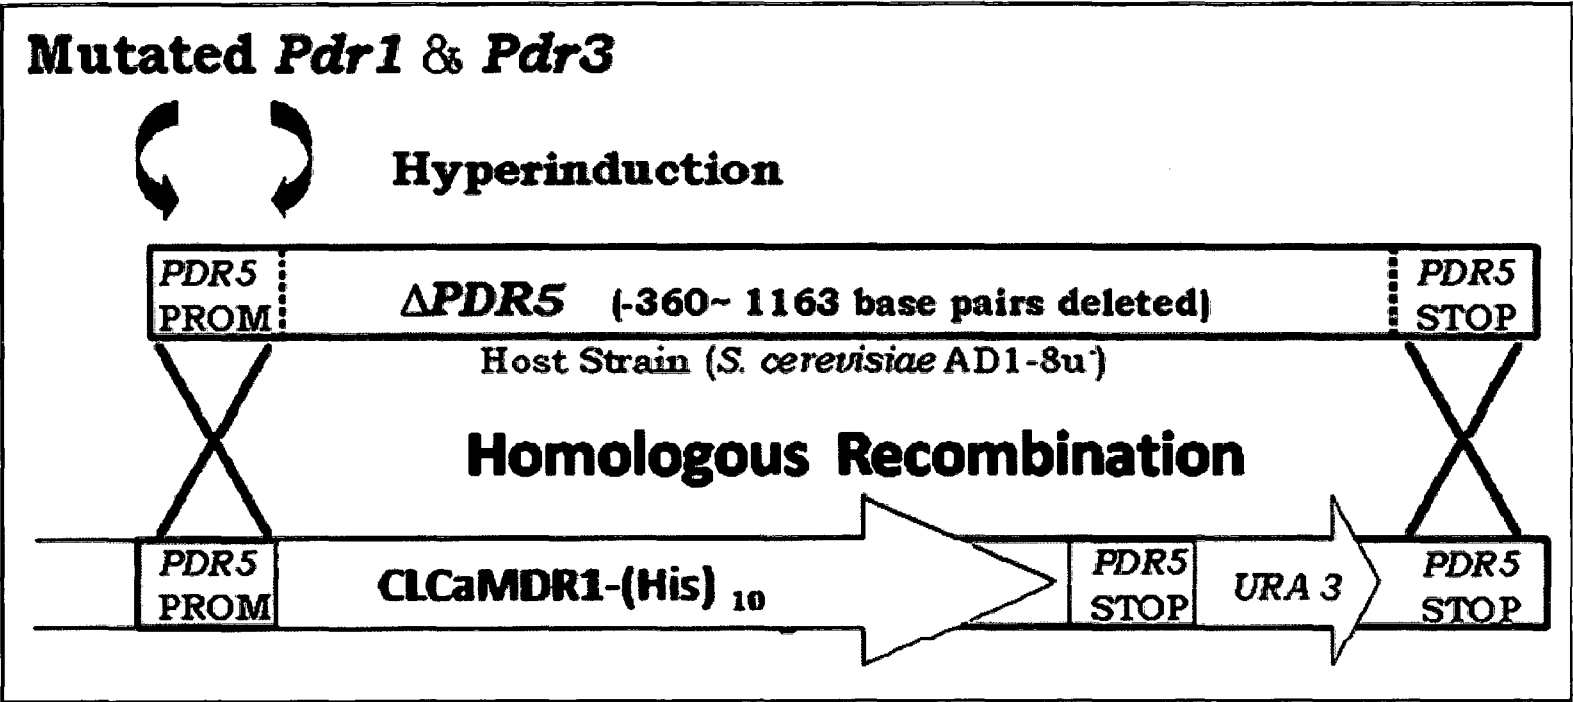 Mutated Pdr1 & Pdr3
Hyperinduction
PDR5
PROM
ΔPDR5 (-360~ 1163 base pairs deleted)
PDR5
STOP
Host Strain (S. cerevisiae AD1-8u-)
Homologous Recombination
PDR5
PROM
CLCaMDR1-(His) 10
PDR5
STOP
URA 3
PDR5
STOP